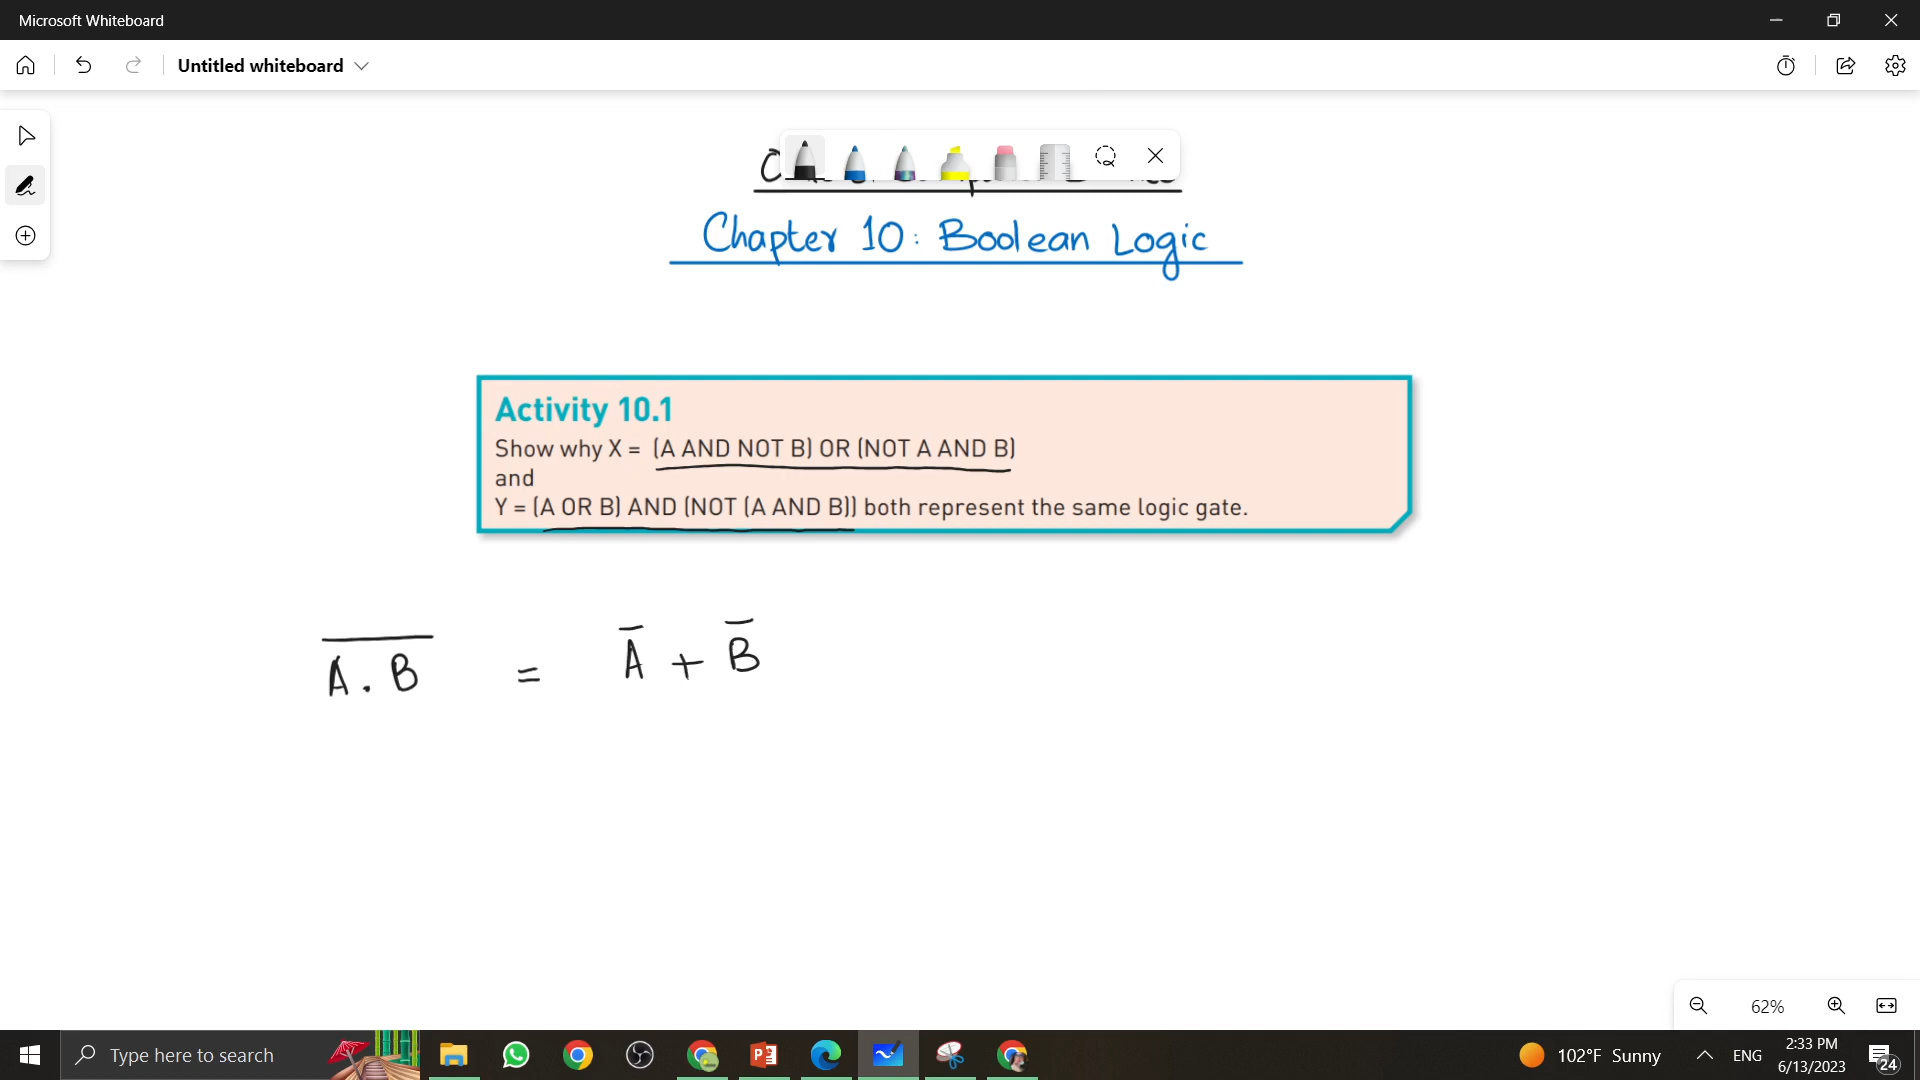 Microsoft Whiteboard
Untitled whiteboard
Chapter 10: Boolean Logic
Activity 10.1
Show why X = (A AND NOT B) OR (NOT A AND B)
and
Y = (A OR B) AND (NOT (A AND B)) both represent the same logic gate.
A̅ ̅.̅ ̅B̅ = A̅ + B̅
62%
Type here to search
102°F Sunny
ENG
2:33 PM
6/13/2023
24